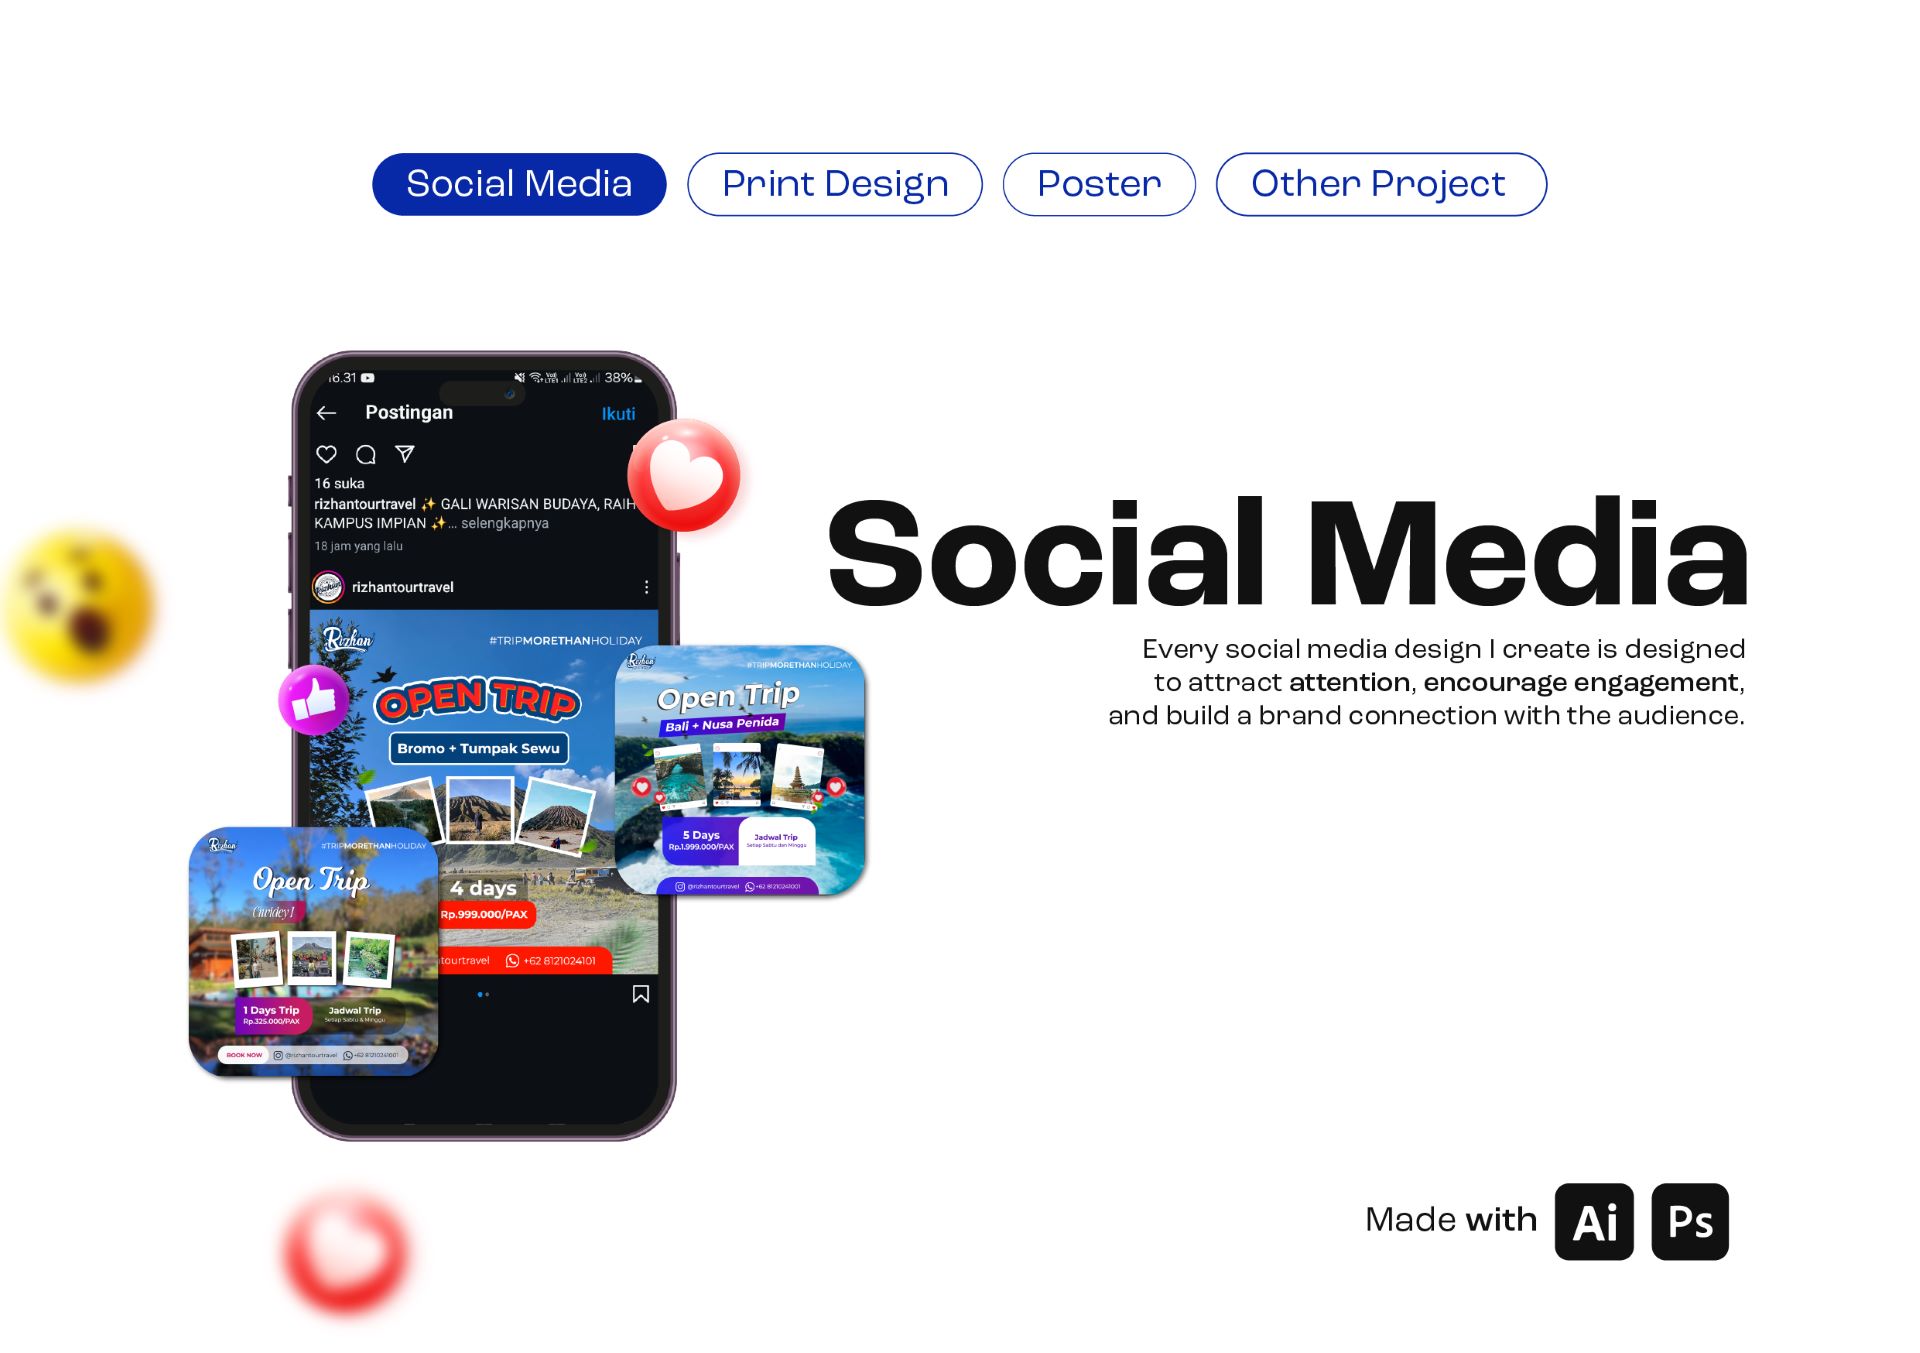 Social Media
Print Design
Poster
Other Project
16.31
38%
Postingan
Ikuti
16 suka
rizhantourtravel ✨ GALI WARISAN BUDAYA, RAIH
KAMPUS IMPIAN ✨... selengkapnya
18 jam yang lalu
rizhantourtravel
Rizhan
#TRIPMORETHANHOLIDAY
OPEN TRIP
Bromo + Tumpak Sewu
4 days
Rp.999.000/PAX
tourtravel
+62 8121024101
Rizhan
#TRIPMORETHANHOLIDAY
Open Trip
Bali + Nusa Penida
5 Days
Rp.1.999.000/PAX
Jadwal Trip
Setiap Sabtu dan Minggu
@rizhantourtravel
+62 81210241001
Rizhan
#TRIPMORETHANHOLIDAY
Open Trip
1 Days Trip
Rp.325.000/PAX
Jadwal Trip
Setiap Sabtu & Minggu
BOOK NOW
@rizhantourtravel
+62 81210241001
Social Media
Every social media design I create is designed
to attract attention, encourage engagement,
and build a brand connection with the audience.
Made with Ai Ps